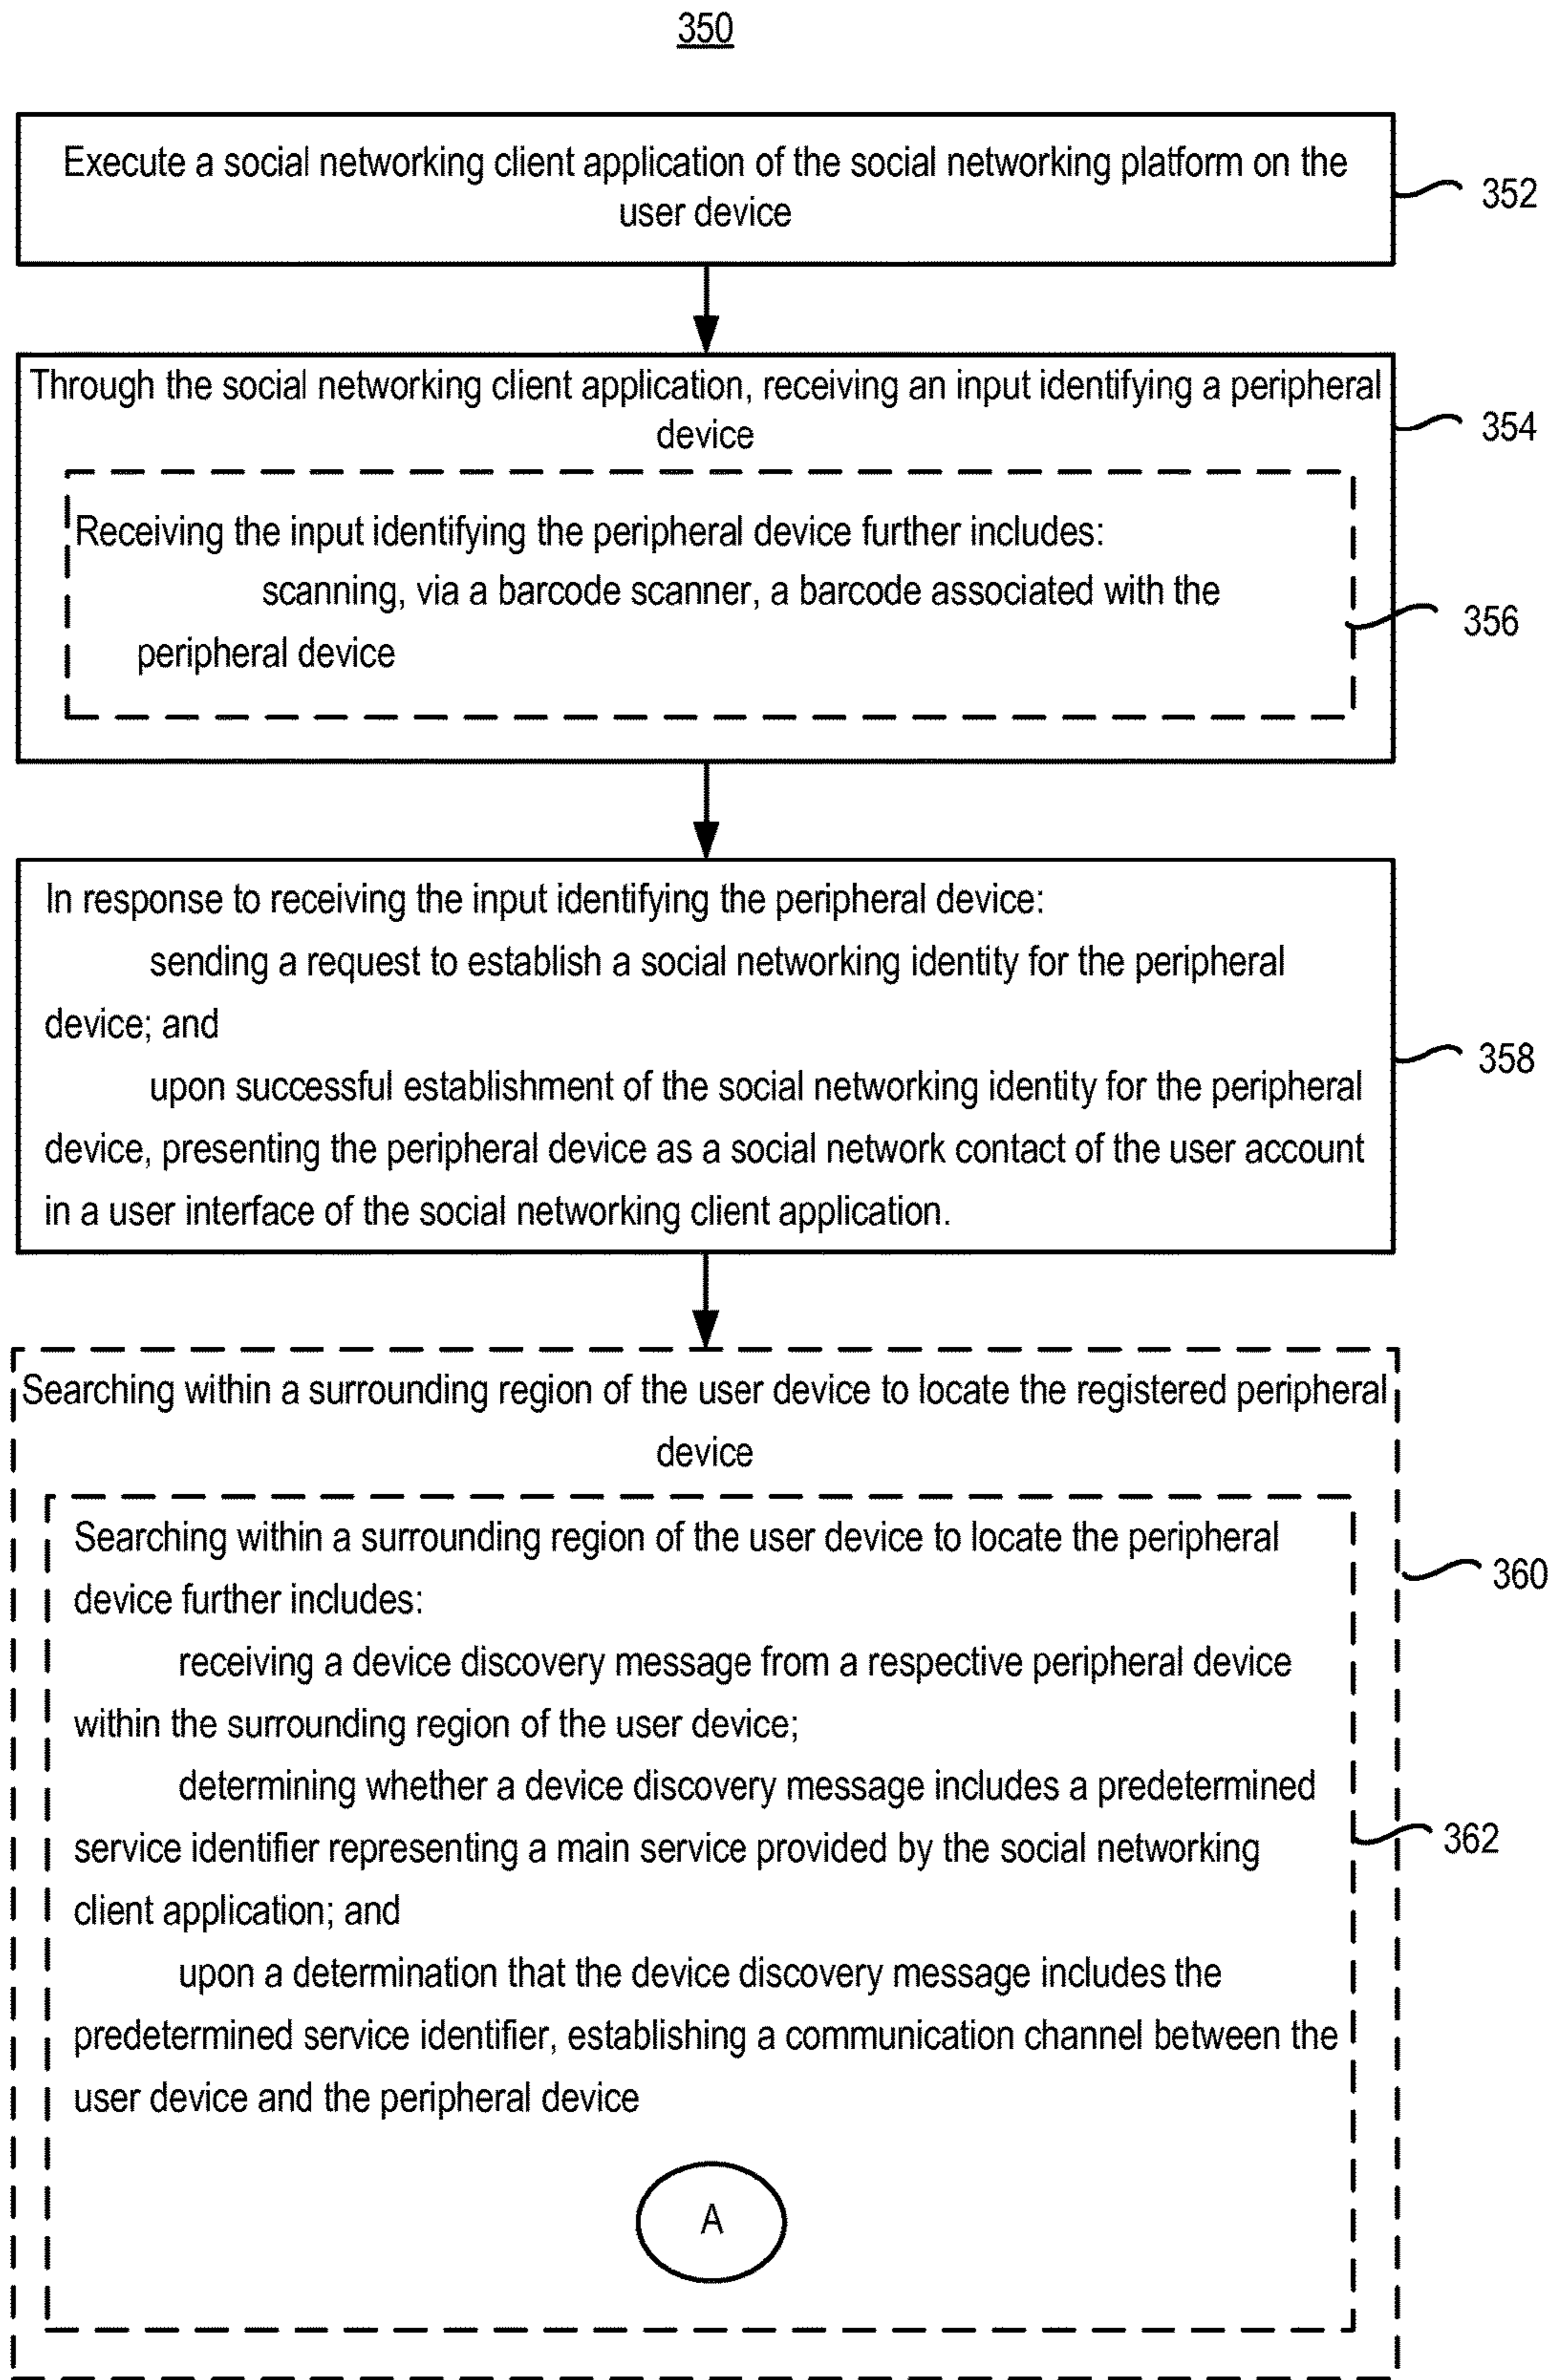 350
Execute a social networking client application of the social networking platform on the
user device
352
Through the social networking client application, receiving an input identifying a peripheral
device
354
Receiving the input identifying the peripheral device further includes:
scanning, via a barcode scanner, a barcode associated with the
peripheral device
356
In response to receiving the input identifying the peripheral device:
sending a request to establish a social networking identity for the peripheral
device; and
upon successful establishment of the social networking identity for the peripheral
device, presenting the peripheral device as a social network contact of the user account
in a user interface of the social networking client application.
358
Searching within a surrounding region of the user device to locate the registered peripheral
device
360
Searching within a surrounding region of the user device to locate the peripheral
device further includes:
receiving a device discovery message from a respective peripheral device
within the surrounding region of the user device;
determining whether a device discovery message includes a predetermined
service identifier representing a main service provided by the social networking
client application; and
upon a determination that the device discovery message includes the
predetermined service identifier, establishing a communication channel between the
user device and the peripheral device
362
A